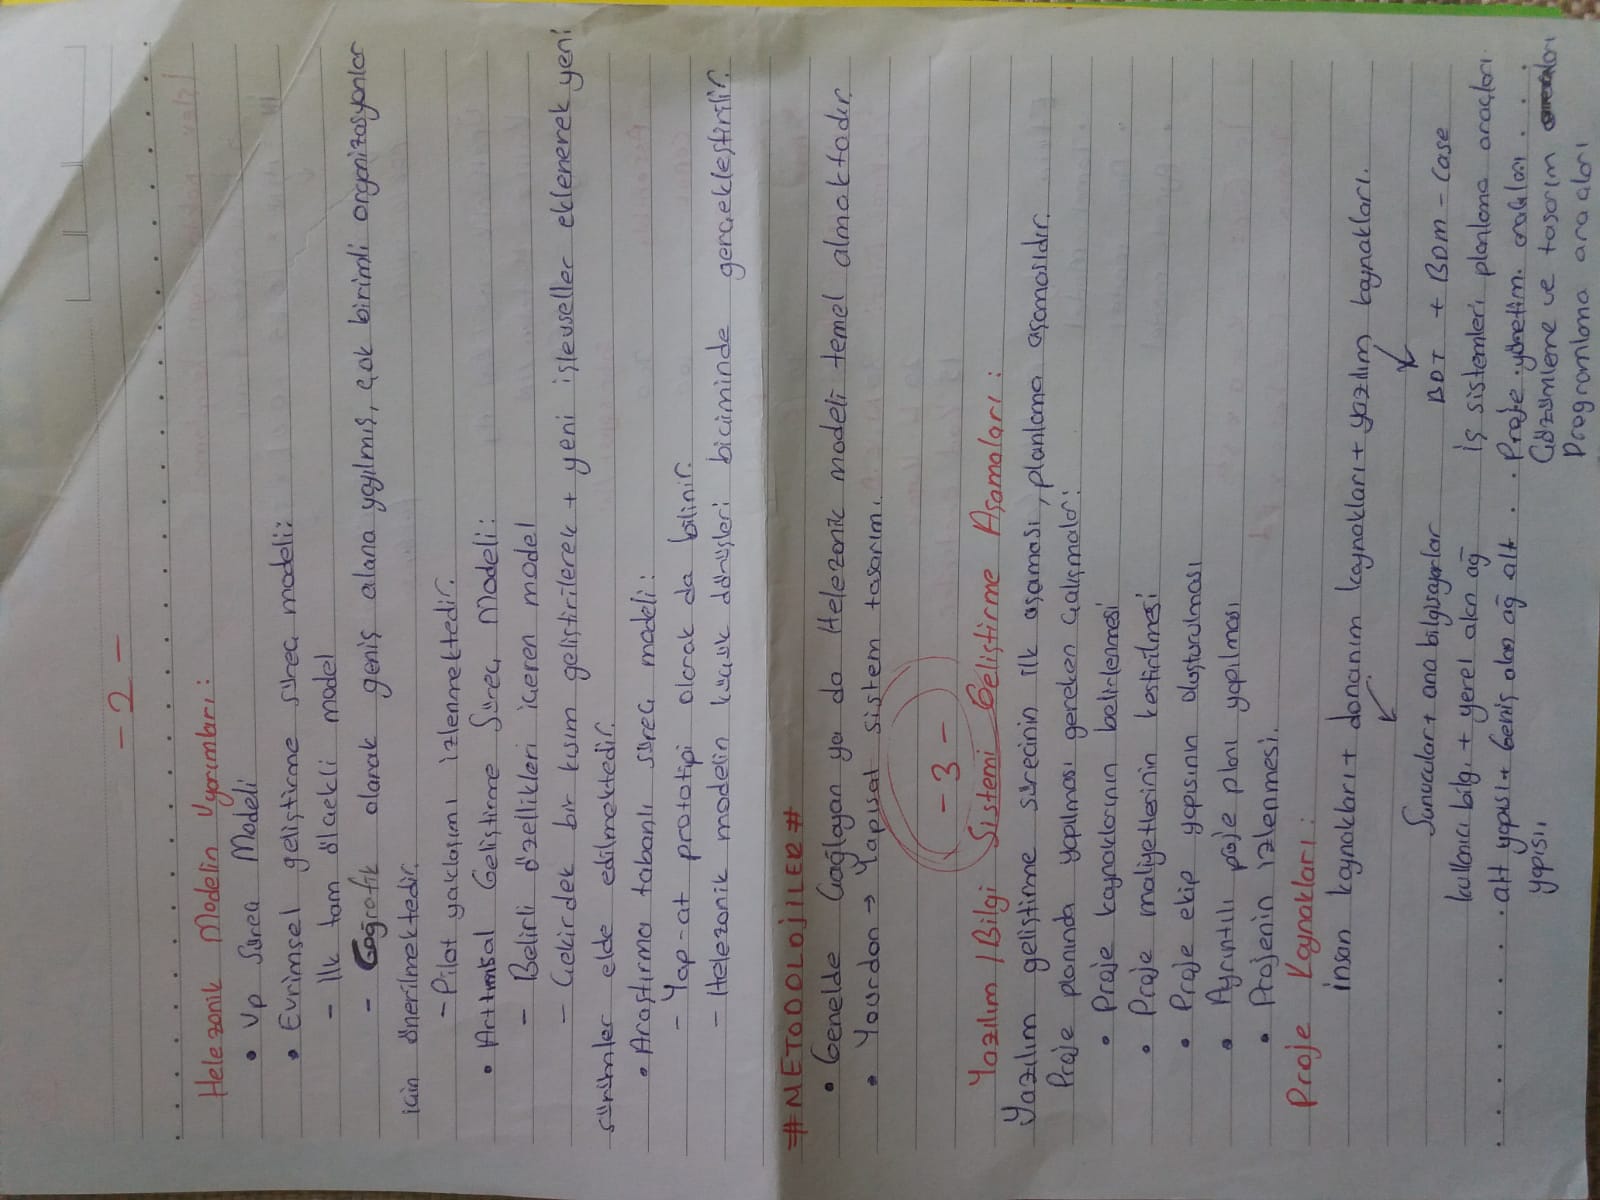 - 2 -
Helezonik Modelin Uyarımları:
• Vp Süreç Modeli
• Evrimsel geliştirme süreç modeli:
- İlk tam ölçekli model
- Coğrafik olarak geniş alana yayılmış, çok birimli organizasyonlar
için önerilmektedir.
- Pilot yaklaşımı izlenmektedir.
• Arttımsal Geliştirme Süreç Modeli:
- Belirli özellikleri içeren model
- Çekirdek bir kısım geliştirilerek + yeni işlevseller eklenerek yeni
sürümler elde edilmektedir.
• Araştırma tabanlı süreç modeli:
- Yap-at prototipi olarak da bilinir.
- Helezonik modelin küçük dönüşleri biçiminde gerçekleştirilir.
#METODOLOJİLER#
• Genelde Çağlayan ya da Helezonik modeli temel almaktadır.
• Yourdon → Yapısal sistem tasarımı.
- 3 -
Yazılım / Bilgi Sistemi Geliştirme Aşamaları:
Yazılım geliştirme sürecinin ilk aşaması, planlama aşamasıdır.
Proje planında yapılması gereken çalışmalar:
• Proje kaynaklarının belirlenmesi
• Proje maliyetlerinin kestirilmesi
• Proje ekip yapısının oluşturulması
• Ayrıntılı poje planı yapılması
• Projenin izlenmesi.
Proje Kaynakları:
insan kaynakları + donanım kaynakları + yazılım kaynakları.
Sunucular + ana bilgisayarlar
kullanıcı bilg. + yerel alan ağ
alt yapısı + Geniş alan ağ alt
yapısı,
BDT + BDM - Case
İş sistemleri planlama araçları
Proje yönetim araçları
Çözümleme ve tasarım
Programlama araçları